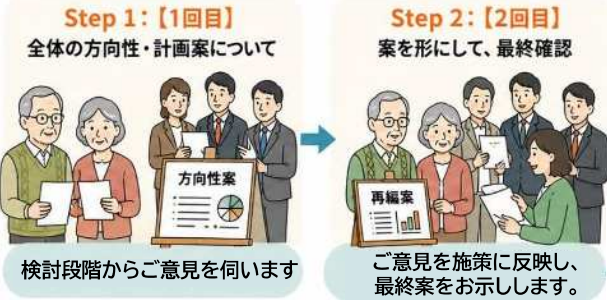 Step 1：【1回目】
全体の方向性・計画案について
方向性案
検討段階からご意見を伺います
Step 2：【2回目】
案を形にして、最終確認
再編案
ご意見を施策に反映し、
最終案をお示しします。